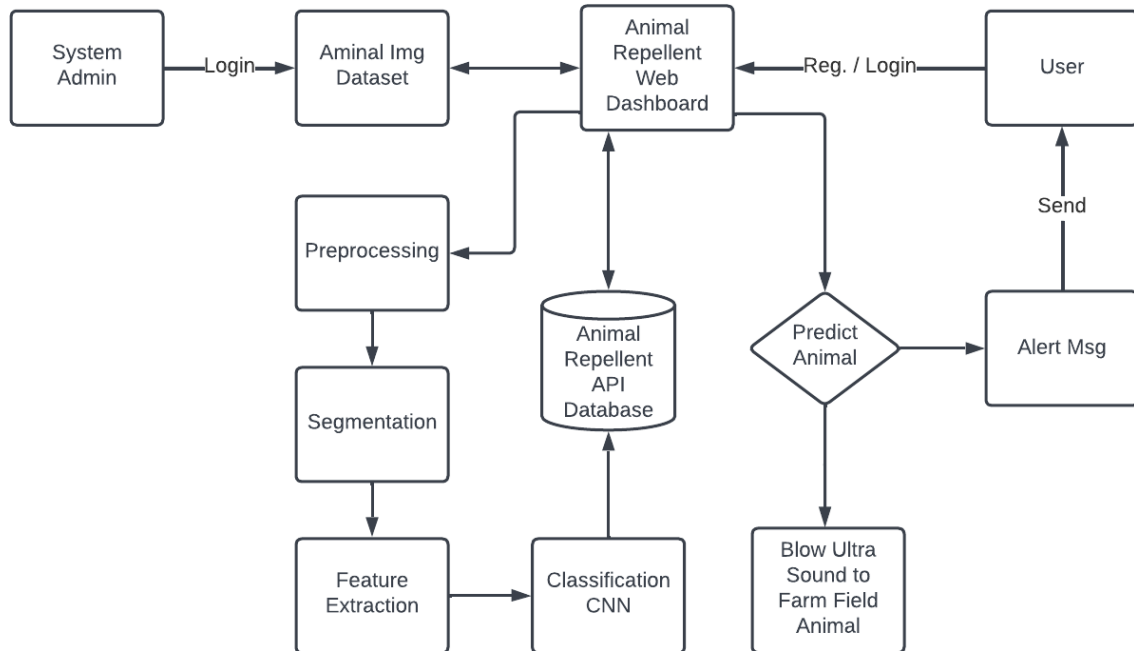 System
Admin
Login
Aminal Img
Dataset
Animal
Repellent
Web
Dashboard
Reg. / Login
User
Send
Preprocessing
Animal
Repellent
API
Database
Predict
Animal
Alert Msg
Segmentation
Feature
Extraction
Classification
CNN
Blow Ultra
Sound to
Farm Field
Animal